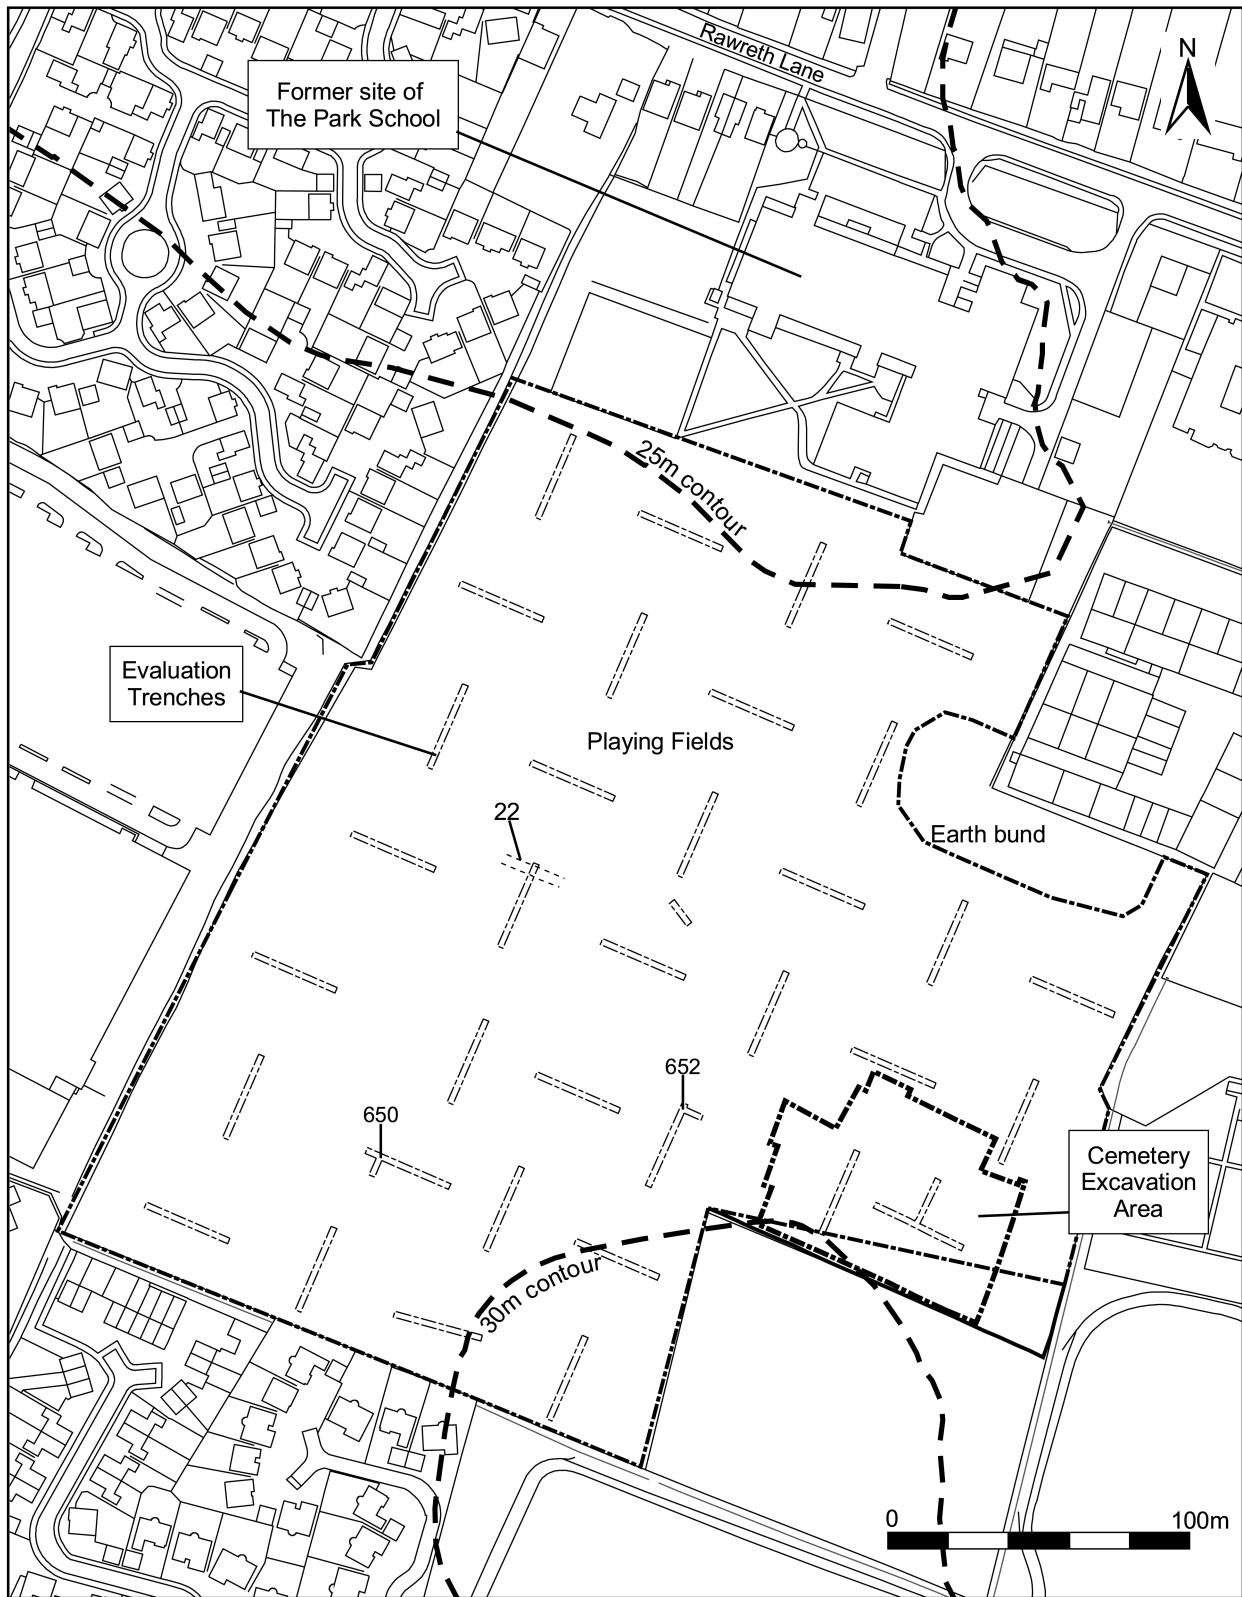 Rawreth Lane
N
Former site of
The Park School
25m contour
Evaluation
Trenches
Playing Fields
22
Earth bund
652
650
Cemetery
Excavation
Area
30m contour
0 100m